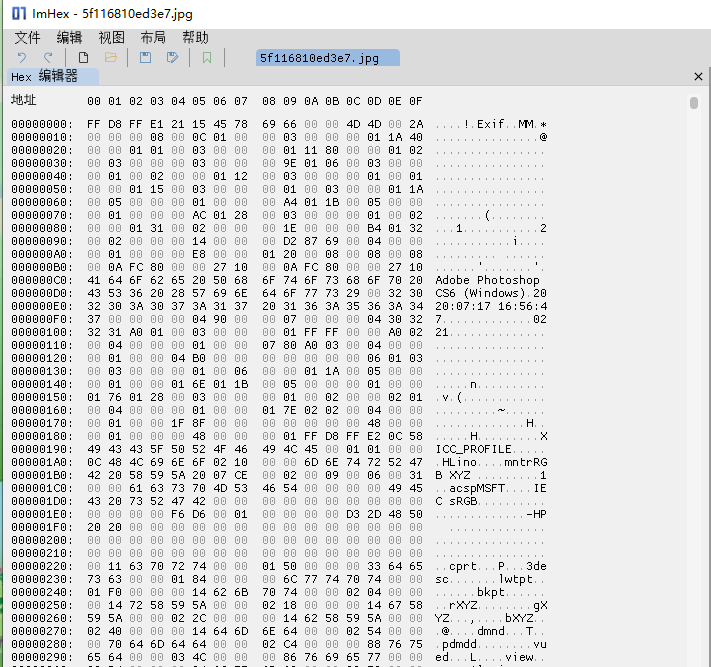 ImHex - 5f116810ed3e7.jpg
文件 编辑 视图 布局 帮助
5f116810ed3e7.jpg
Hex 编辑器
地址 00 01 02 03 04 05 06 07 08 09 0A 0B 0C 0D 0E 0F
00000000: FF D8 FF E1 21 15 45 78 69 66 00 00 4D 4D 00 2A ....!.Exif..MM.*
00000010: 00 00 00 08 00 0C 01 00 00 03 00 00 00 01 1A 40 ...............@
00000020: 00 00 01 01 00 03 00 00 00 01 11 80 00 00 01 02 ................
00000030: 00 03 00 00 00 03 00 00 00 9E 01 06 00 03 00 00 ................
00000040: 00 01 00 02 00 00 01 12 00 03 00 00 00 01 00 01 ................
00000050: 00 00 01 15 00 03 00 00 00 01 00 03 00 00 01 1A ................
00000060: 00 05 00 00 00 01 00 00 00 A4 01 1B 00 05 00 00 ................
00000070: 00 01 00 00 00 AC 01 28 00 03 00 00 00 01 00 02 .......(........
00000080: 00 00 01 31 00 02 00 00 00 1E 00 00 00 B4 01 32 ...1...........2
00000090: 00 02 00 00 00 14 00 00 00 D2 87 69 00 04 00 00 ...........i....
000000A0: 00 01 00 00 00 E8 00 00 01 20 00 08 00 08 00 08 ......... ......
000000B0: 00 0A FC 80 00 00 27 10 00 0A FC 80 00 00 27 10 ......'.......'.
000000C0: 41 64 6F 62 65 20 50 68 6F 74 6F 73 68 6F 70 20 Adobe Photoshop
000000D0: 43 53 36 20 28 57 69 6E 64 6F 77 73 29 00 32 30 CS6 (Windows).20
000000E0: 32 30 3A 30 37 3A 31 37 20 31 36 3A 35 36 3A 34 20:07:17 16:56:4
000000F0: 37 00 00 00 00 04 90 00 00 07 00 00 00 04 30 32 7.............02
00000100: 32 31 A0 01 00 03 00 00 00 01 FF FF 00 00 A0 02 21..............
00000110: 00 04 00 00 00 01 00 00 07 80 A0 03 00 04 00 00 ................
00000120: 00 01 00 00 04 B0 00 00 00 00 00 00 00 06 01 03 ................
00000130: 00 03 00 00 00 01 00 06 00 00 01 1A 00 05 00 00 ................
00000140: 00 01 00 00 01 6E 01 1B 00 05 00 00 00 01 00 00 .....n..........
00000150: 01 76 01 28 00 03 00 00 00 01 00 02 00 00 02 01 .v.(............
00000160: 00 04 00 00 00 01 00 00 01 7E 02 02 00 04 00 00 .........~......
00000170: 00 01 00 00 1F 8F 00 00 00 00 00 00 00 48 00 00 .............H..
00000180: 00 01 00 00 00 48 00 00 00 01 FF D8 FF E2 0C 58 .....H.........X
00000190: 49 43 43 5F 50 52 4F 46 49 4C 45 00 01 01 00 00 ICC_PROFILE.....
000001A0: 0C 48 4C 69 6E 6F 02 10 00 00 6D 6E 74 72 52 47 .HLino....mntrRG
000001B0: 42 20 58 59 5A 20 07 CE 00 02 00 09 00 06 00 31 B XYZ .........1
000001C0: 00 00 61 63 73 70 4D 53 46 54 00 00 00 00 49 45 ..acspMSFT....IE
000001D0: 43 20 73 52 47 42 00 00 00 00 00 00 00 00 00 00 C sRGB..........
000001E0: 00 00 00 00 F6 D6 00 01 00 00 00 00 D3 2D 48 50 .............-HP
000001F0: 20 20 00 00 00 00 00 00 00 00 00 00 00 00 00 00 ..............
00000200: 00 00 00 00 00 00 00 00 00 00 00 00 00 00 00 00 ................
00000210: 00 00 00 00 00 00 00 00 00 00 00 00 00 00 00 00 ................
00000220: 00 11 63 70 72 74 00 00 01 50 00 00 00 33 64 65 ..cprt...P...3de
00000230: 73 63 00 00 01 84 00 00 00 6C 77 74 70 74 00 00 sc.......lwtpt..
00000240: 01 F0 00 00 00 14 62 6B 70 74 00 00 02 04 00 00 ......bkpt......
00000250: 00 14 72 58 59 5A 00 00 02 18 00 00 00 14 67 58 ..rXYZ........gX
00000260: 59 5A 00 00 02 2C 00 00 00 14 62 58 59 5A 00 00 YZ...,....bXYZ..
00000270: 02 40 00 00 00 14 64 6D 6E 64 00 00 02 54 00 00 .@....dmnd...T..
00000280: 00 70 64 6D 64 64 00 00 02 C4 00 00 00 88 76 75 .pdmdd........vu
00000290: 65 64 00 00 03 4C 00 00 00 86 76 69 65 77 00 00 ed...L....view..